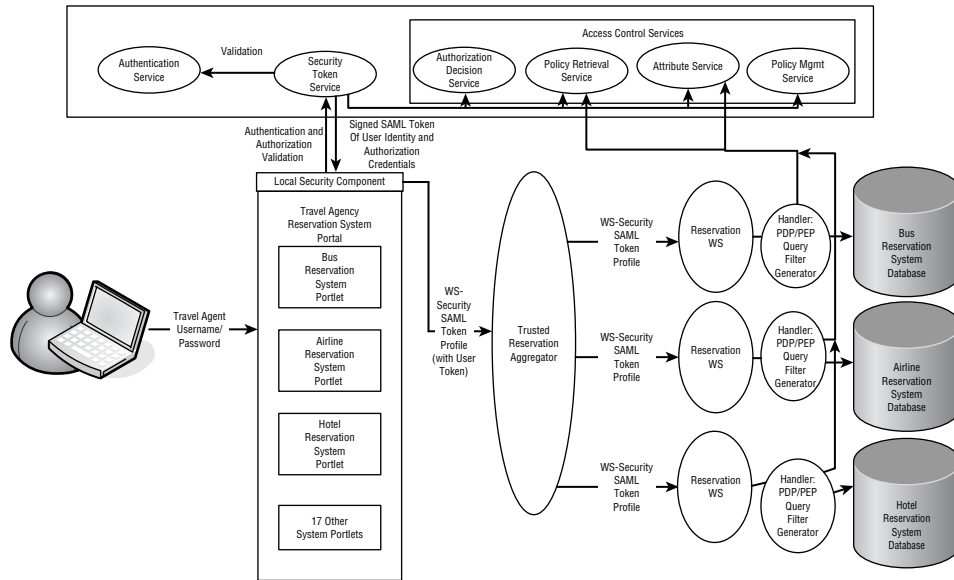 Access Control Services
Validation
Authentication
Service
Security
Token
Service
Authorization
Decision
Service
Policy Retrieval
Service
Attribute Service
Policy Mgmt
Service
Authentication and
Authorization
Validation
Signed SAML Token
Of User Identity and
Authorization
Credentials
Local Security Component
Travel Agency
Reservation System
Portal
Bus
Reservation
System
Portlet
Airline
Reservation
System
Portlet
Hotel
Reservation
System
Portlet
17 Other
System Portlets
Travel Agent
Username/
Password
WS-
Security
SAML
Token
Profile
(with User
Token)
Trusted
Reservation
Aggregator
WS-Security
SAML
Token
Profile
Reservation
WS
Handler:
PDP/PEP
Query
Filter
Generator
Bus
Reservation
System
Database
WS-Security
SAML
Token
Profile
Reservation
WS
Handler:
PDP/PEP
Query
Filter
Generator
Airline
Reservation
System
Database
WS-Security
SAML
Token
Profile
Reservation
WS
Handler:
PDP/PEP
Query
Filter
Generator
Hotel
Reservation
System
Database